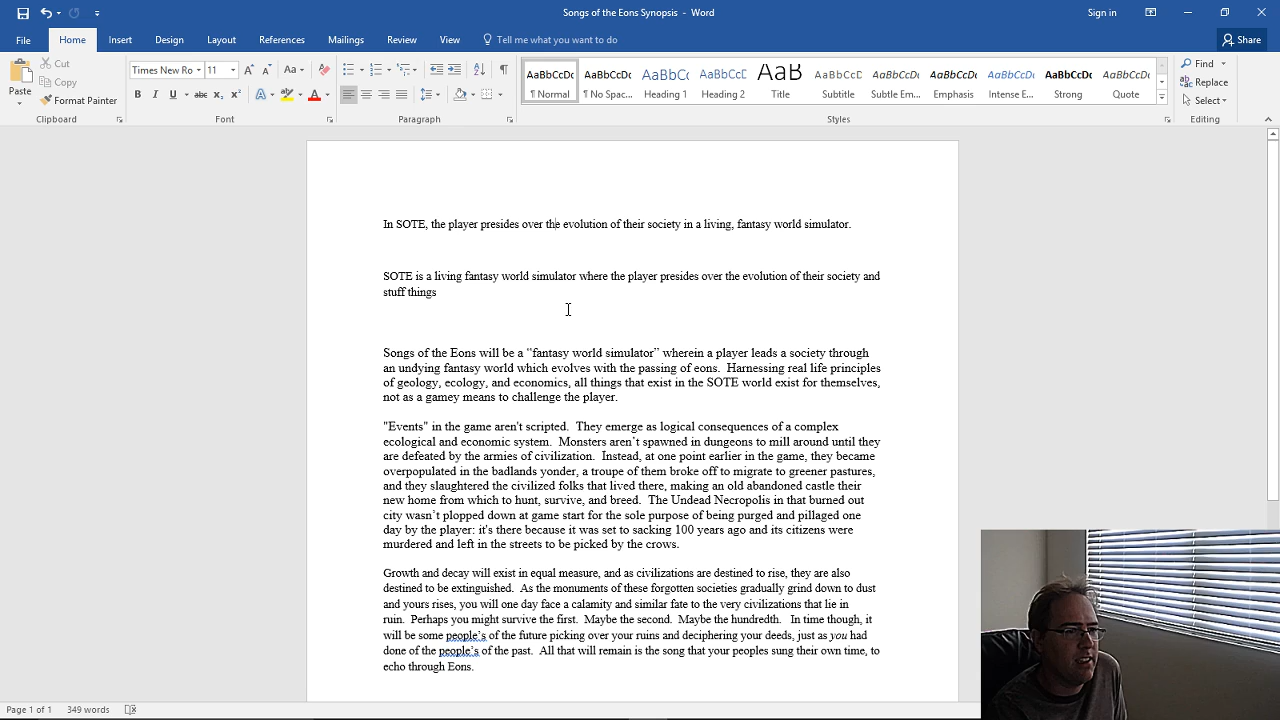 Songs of the Eons Synopsis - Word
Sign in
Share
File Home Insert Design Layout References Mailings Review View Tell me what you want to do
Paste
Cut
Copy
Format Painter
Clipboard
Times New Ro 11
Aa
B I U abc x₂ x²
Font
Paragraph
AaBbCcDc AaBbCcDc AaBbCc AaBbCcD AaB AaBbCcD AaBbCcDc AaBbCcDc AaBbCcDc AaBbCcDc AaBbCcDc
¶ Normal ¶ No Spac... Heading 1 Heading 2 Title Subtitle Subtle Em... Emphasis Intense E... Strong Quote
Styles
Find
Replace
Select
Editing
In SOTE, the player presides over the evolution of their society in a living, fantasy world simulator.
SOTE is a living fantasy world simulator where the player presides over the evolution of their society and
stuff things
Songs of the Eons will be a “fantasy world simulator” wherein a player leads a society through
an undying fantasy world which evolves with the passing of eons.  Harnessing real life principles
of geology, ecology, and economics, all things that exist in the SOTE world exist for themselves,
not as a gamey means to challenge the player.
"Events" in the game aren't scripted.  They emerge as logical consequences of a complex
ecological and economic system.  Monsters aren’t spawned in dungeons to mill around until they
are defeated by the armies of civilization.  Instead, at one point earlier in the game, they became
overpopulated in the badlands yonder, a troupe of them broke off to migrate to greener pastures,
and they slaughtered the civilized folks that lived there, making an old abandoned castle their
new home from which to hunt, survive, and breed.  The Undead Necropolis in that burned out
city wasn’t plopped down at game start for the sole purpose of being purged and pillaged one
day by the player: it's there because it was set to sacking 100 years ago and its citizens were
murdered and left in the streets to be picked by the crows.
Growth and decay will exist in equal measure, and as civilizations are destined to rise, they are also
destined to be extinguished.  As the monuments of these forgotten societies gradually grind down to dust
and yours rises, you will one day face a calamity and similar fate to the very civilizations that lie in
ruin.  Perhaps you might survive the first.  Maybe the second.  Maybe the hundredth.   In time though, it
will be some people’s of the future picking over your ruins and deciphering your deeds, just as you had
done of the people’s of the past.  All that will remain is the song that your peoples sung their own time, to
echo through Eons.
Page 1 of 1 349 words